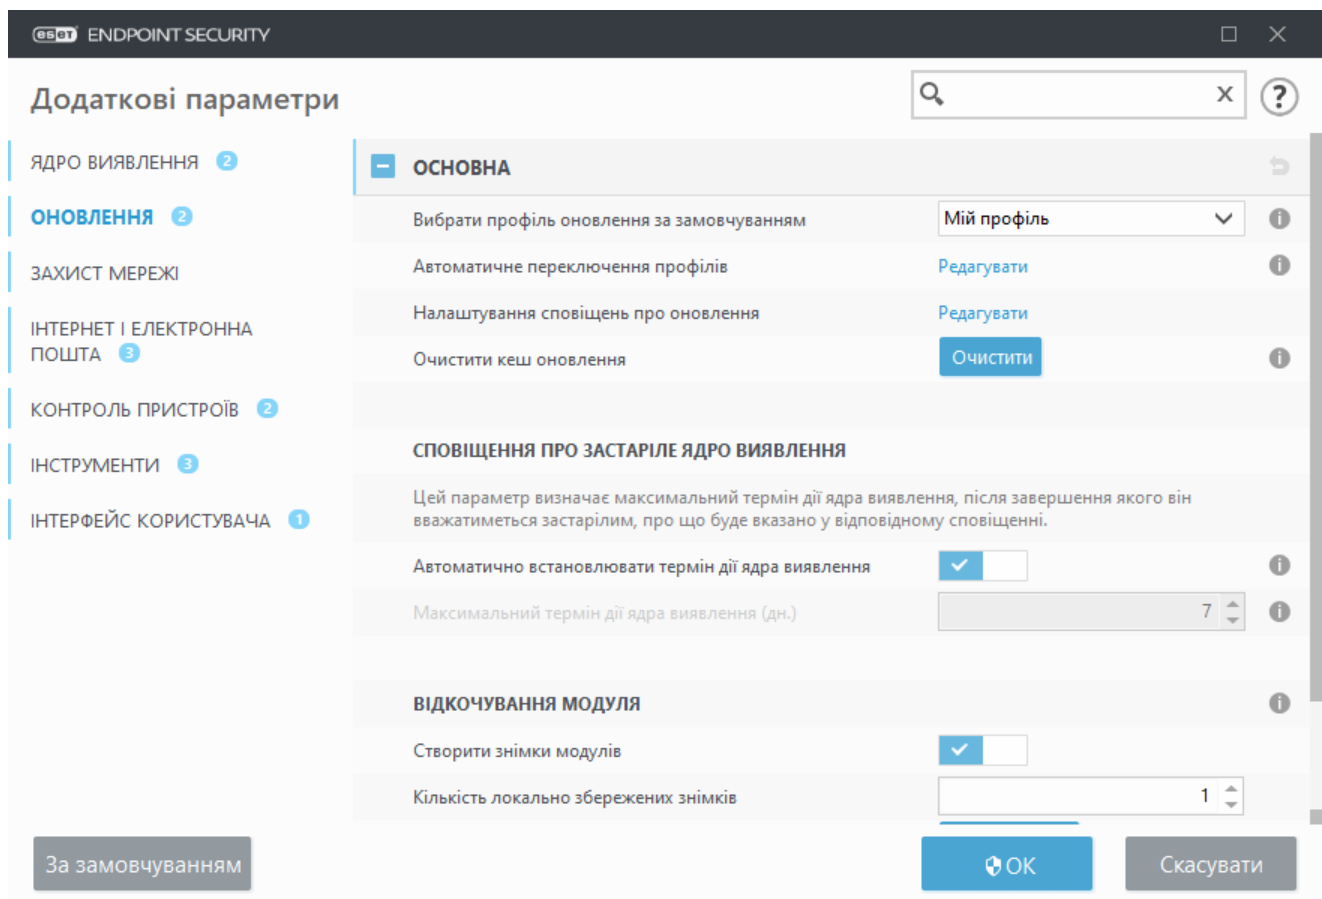 eset ENDPOINT SECURITY
Додаткові параметри
x
?
ЯДРО ВИЯВЛЕННЯ 2
ОНОВЛЕННЯ 2
ЗАХИСТ МЕРЕЖІ
ІНТЕРНЕТ І ЕЛЕКТРОННА
ПОШТА 3
КОНТРОЛЬ ПРИСТРОЇВ 2
ІНСТРУМЕНТИ 3
ІНТЕРФЕЙС КОРИСТУВАЧА 1
ОСНОВНА
Вибрати профіль оновлення за замовчуванням Мій профіль
Автоматичне переключення профілів Редагувати
Налаштування сповіщень про оновлення Редагувати
Очистити кеш оновлення Очистити
СПОВІЩЕННЯ ПРО ЗАСТАРІЛЕ ЯДРО ВИЯВЛЕННЯ
Цей параметр визначає максимальний термін дії ядра виявлення, після завершення якого він
вважатиметься застарілим, про що буде вказано у відповідному сповіщенні.
Автоматично встановлювати термін дії ядра виявлення
Максимальний термін дії ядра виявлення (дн.) 7
ВІДКОЧУВАННЯ МОДУЛЯ
Створити знімки модулів
Кількість локально збережених знімків 1
За замовчуванням
ОК
Скасувати